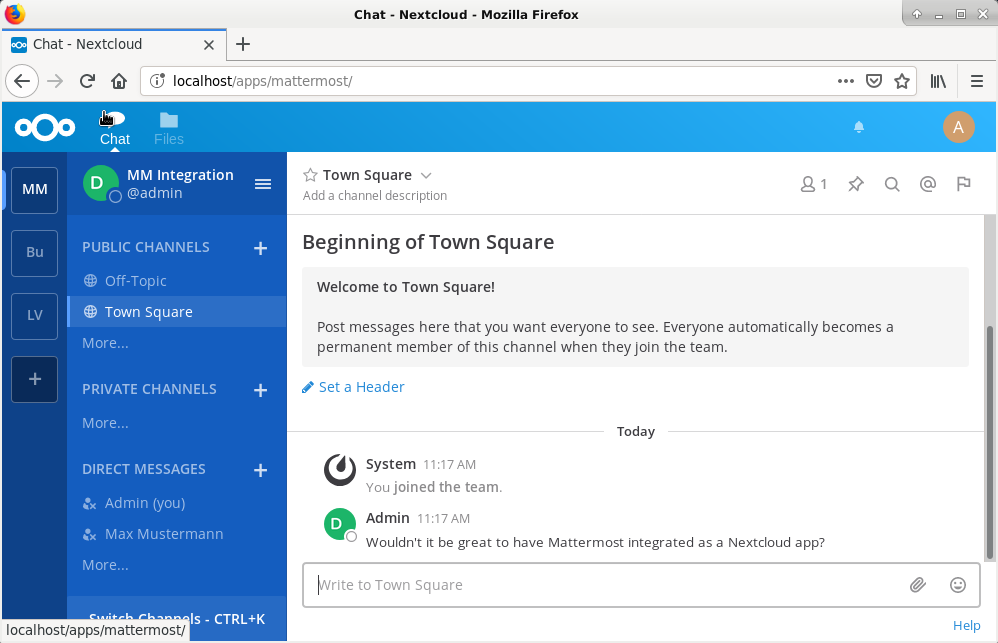 Chat - Nextcloud - Mozilla Firefox
Chat - Nextcloud
localhost/apps/mattermost/
Chat
Files
A
MM
Bu
LV
D
MM Integration
@admin
PUBLIC CHANNELS
Off-Topic
Town Square
More...
PRIVATE CHANNELS
More...
DIRECT MESSAGES
Admin (you)
Max Mustermann
More...
Switch Channels - CTRL+K
localhost/apps/mattermost/
Town Square
Add a channel description
1
Beginning of Town Square
Welcome to Town Square!
Post messages here that you want everyone to see. Everyone automatically becomes a
permanent member of this channel when they join the team.
Set a Header
Today
System 11:17 AM
You joined the team.
D
Admin 11:17 AM
Wouldn't it be great to have Mattermost integrated as a Nextcloud app?
Write to Town Square
Help